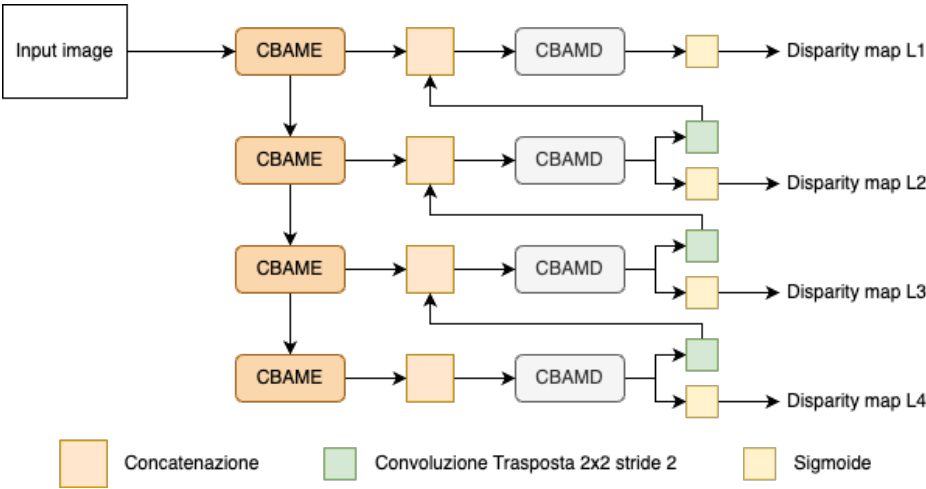 Input image
CBAME
CBAMD
Disparity map L1
CBAME
CBAMD
Disparity map L2
CBAME
CBAMD
Disparity map L3
CBAME
CBAMD
Disparity map L4
Concatenazione
Convoluzione Trasposta 2x2 stride 2
Sigmoide